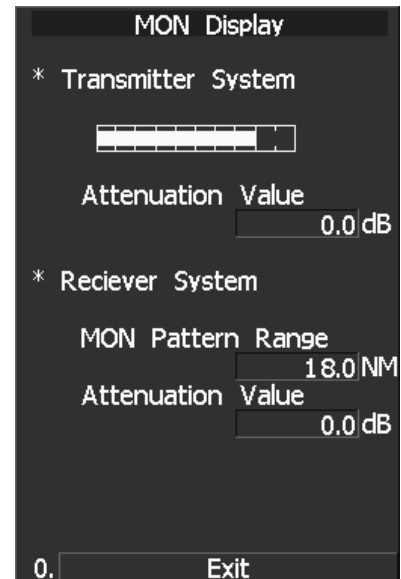 MON Display
* Transmitter System
Attenuation Value
0.0 dB
* Reciever System
MON Pattern Range
18.0 NM
Attenuation Value
0.0 dB
0. Exit